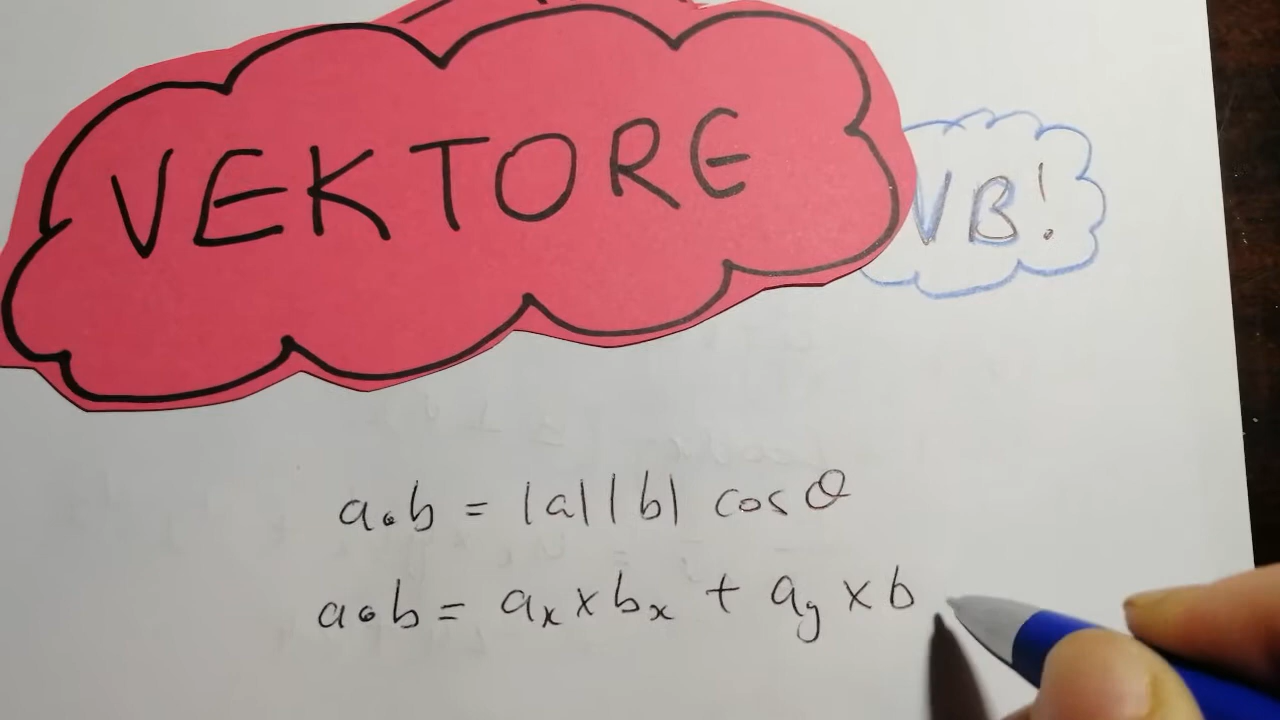 VEKTORE
VB!
a∘b = |a||b| cos θ
a∘b = aₓ × bₓ + a_y × b